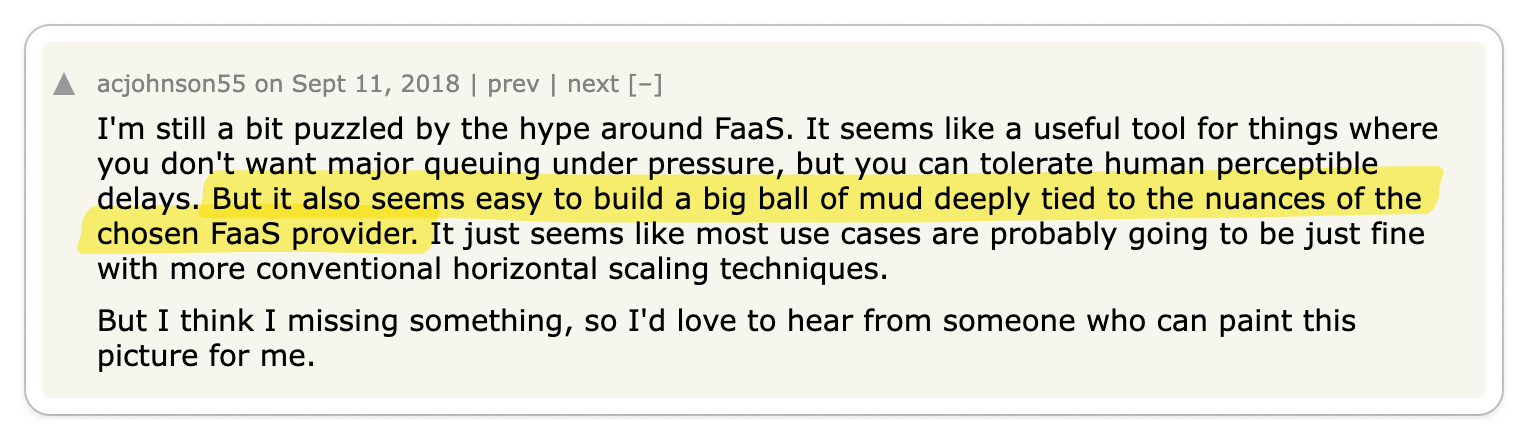 acjohnson55 on Sept 11, 2018 | prev | next [–]
I'm still a bit puzzled by the hype around FaaS. It seems like a useful tool for things where
you don't want major queuing under pressure, but you can tolerate human perceptible
delays. But it also seems easy to build a big ball of mud deeply tied to the nuances of the
chosen FaaS provider. It just seems like most use cases are probably going to be just fine
with more conventional horizontal scaling techniques.
But I think I missing something, so I'd love to hear from someone who can paint this
picture for me.